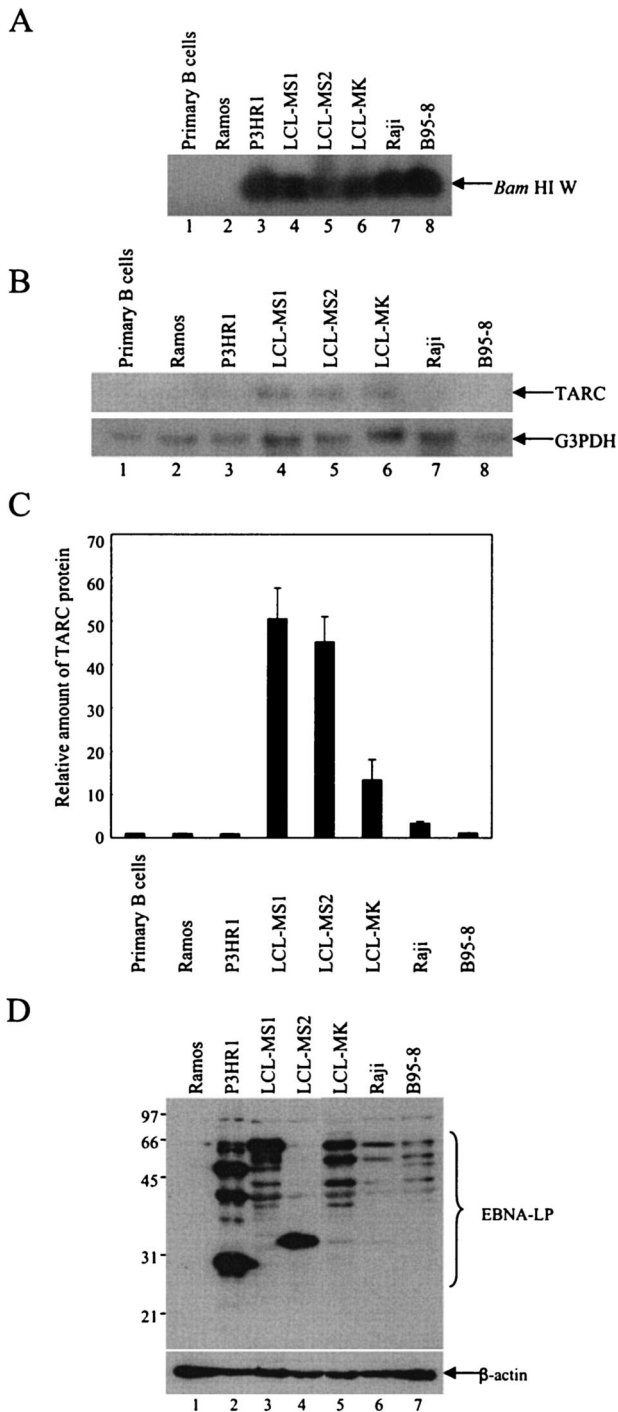 A
Primary B cells
Ramos
P3HR1
LCL-MS1
LCL-MS2
LCL-MK
Raji
B95-8
Bam HI W
1 2 3 4 5 6 7 8
B
Primary B cells
Ramos
P3HR1
LCL-MS1
LCL-MS2
LCL-MK
Raji
B95-8
TARC
G3PDH
1 2 3 4 5 6 7 8
C
Relative amount of TARC protein
70
60
50
40
30
20
10
0
Primary B cells
Ramos
P3HR1
LCL-MS1
LCL-MS2
LCL-MK
Raji
B95-8
D
Ramos
P3HR1
LCL-MS1
LCL-MS2
LCL-MK
Raji
B95-8
97
66
45
31
21
EBNA-LP
β-actin
1 2 3 4 5 6 7